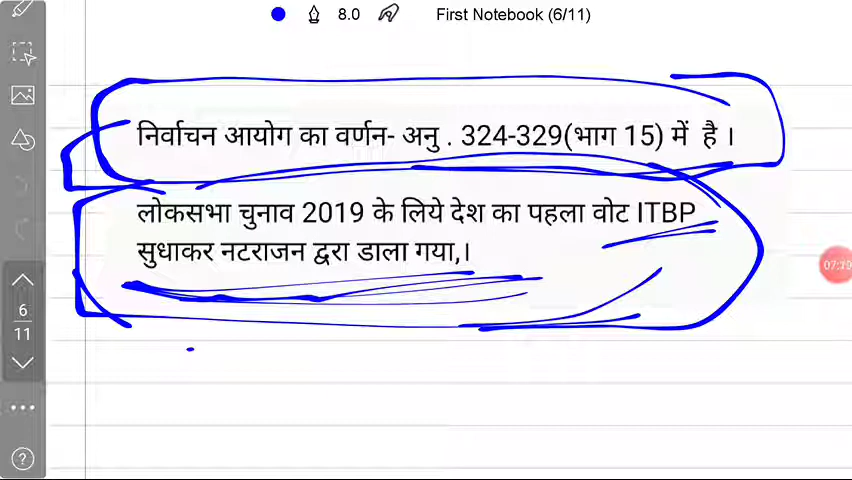 8.0 First Notebook (6/11)
निर्वाचन आयोग का वर्णन- अनु . 324-329(भाग 15) में है ।
लोकसभा चुनाव 2019 के लिये देश का पहला वोट ITBP
सुधाकर नटराजन द्वरा डाला गया,।
6
11
07:19